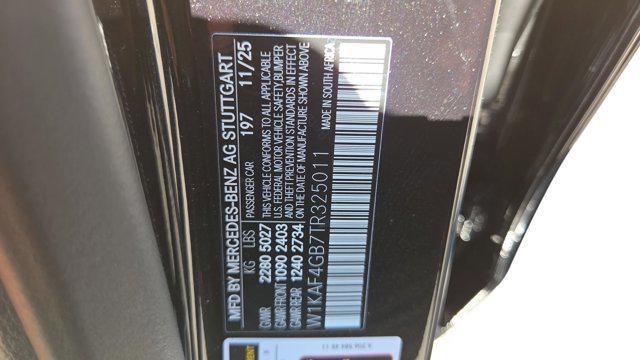 MFD BY MERCEDES-BENZ AG STUTTGART
PASSENGER CAR 197 11/25
KG LBS
GVWR 2280 5027
GAWR FRONT 1090 2403
GAWR REAR 1240 2734
THIS VEHICLE CONFORMS TO ALL APPLICABLE
U.S. FEDERAL MOTOR VEHICLE SAFETY, BUMPER
AND THEFT PREVENTION STANDARDS IN EFFECT
ON THE DATE OF MANUFACTURE SHOWN ABOVE
W1KAF4GB7TR325011
MADE IN SOUTH AFRICA